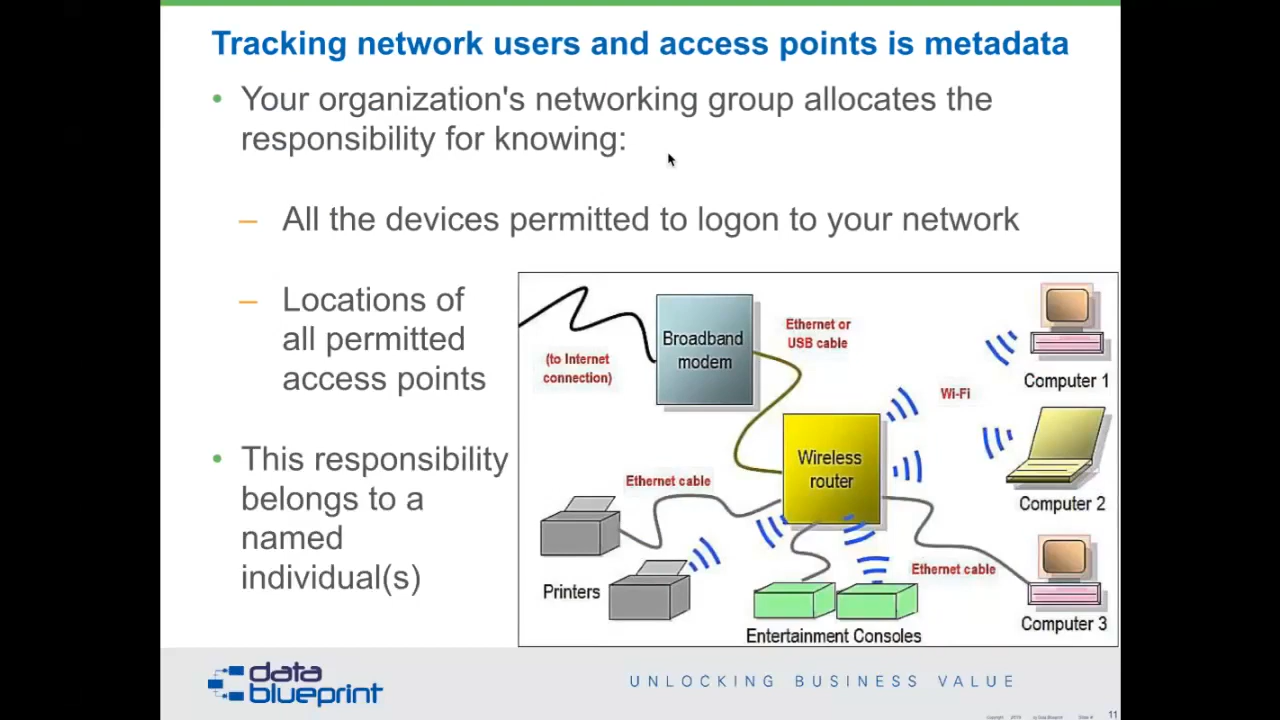 Tracking network users and access points is metadata
• Your organization's networking group allocates the
responsibility for knowing:
– All the devices permitted to logon to your network
– Locations of
all permitted
access points
• This responsibility
belongs to a
named
individual(s)
(to Internet
connection)
Broadband
modem
Ethernet or
USB cable
Wi-Fi
Computer 1
Wireless
router
Computer 2
Ethernet cable
Printers
Ethernet cable
Entertainment Consoles
Computer 3
data
blueprint
UNLOCKING BUSINESS VALUE
11